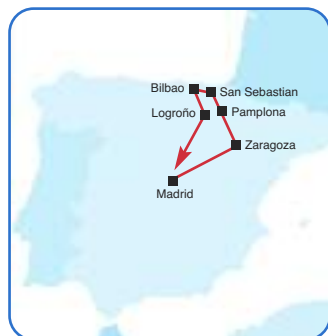 Bilbao
San Sebastian
Logroño
Pamplona
Zaragoza
Madrid